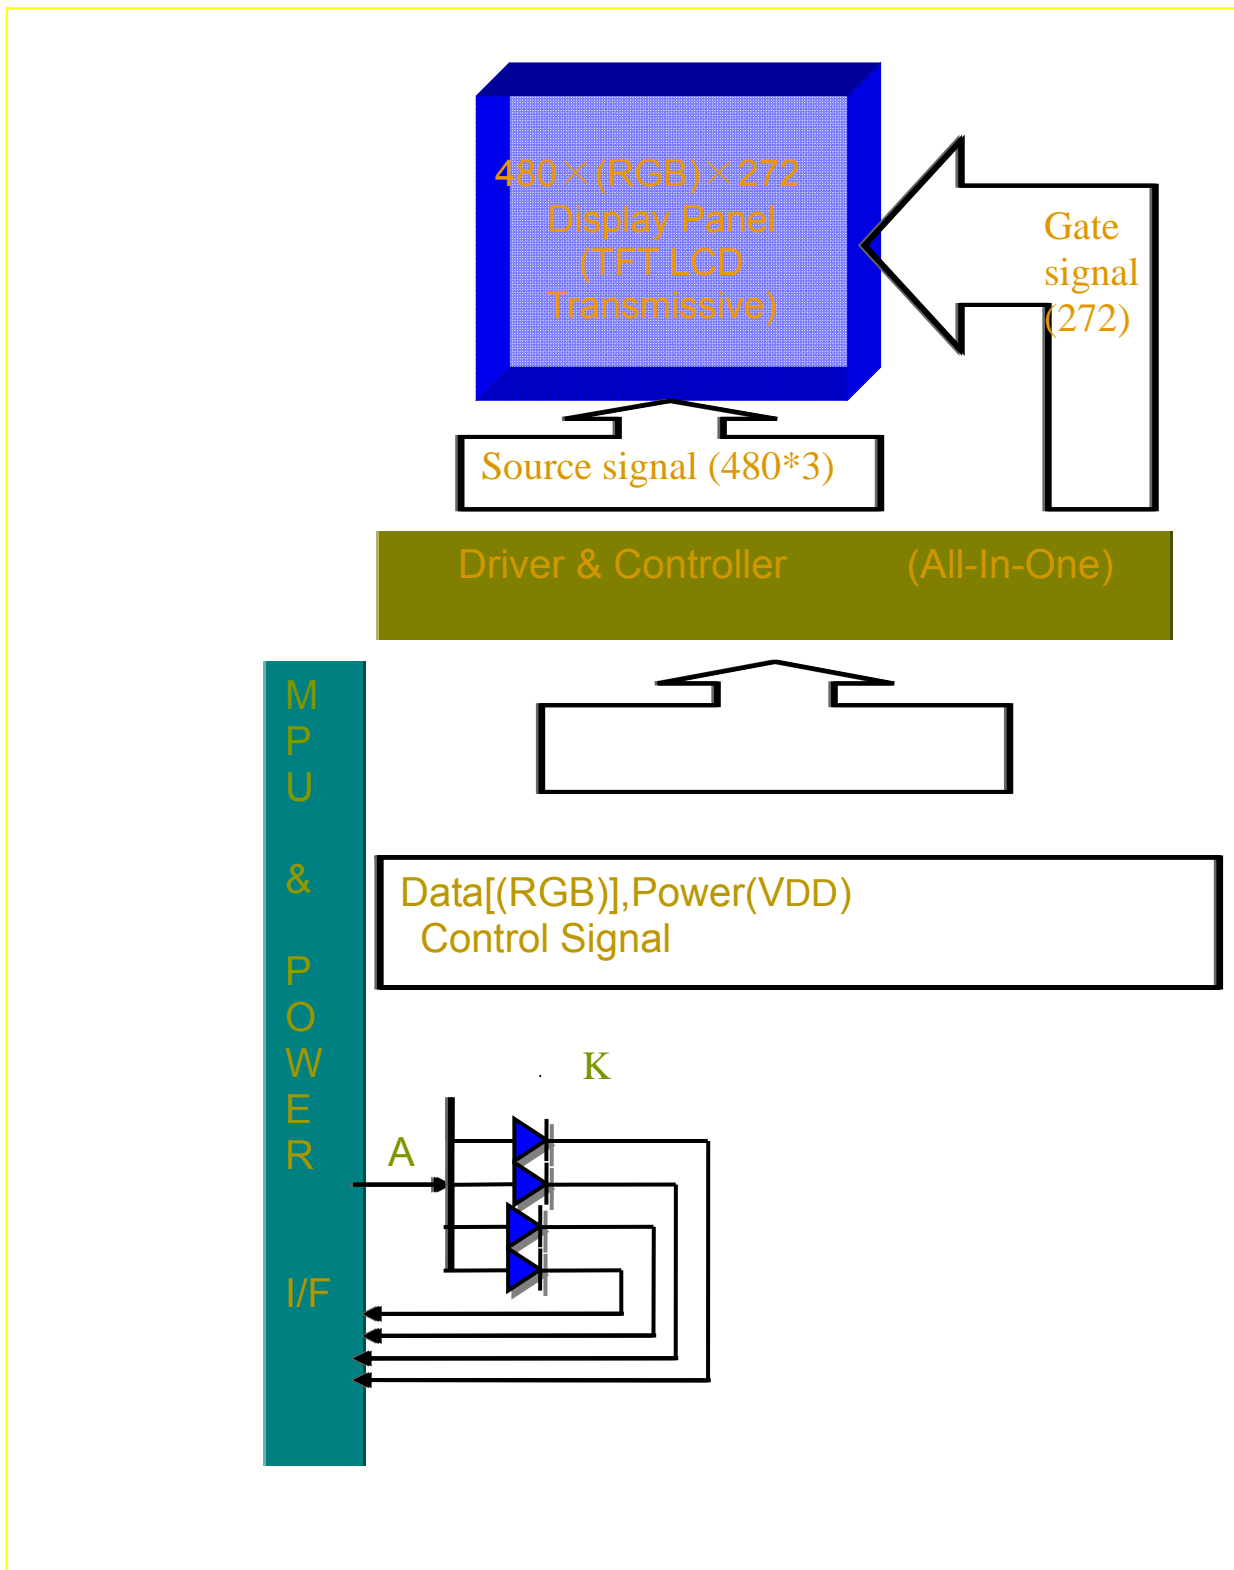 480×(RGB)×272
Display Panel
(TFT LCD
Transmissive)
Gate
signal
(272)
Source signal (480*3)
Driver & Controller (All-In-One)
M
P
U
&
P
O
W
E
R
I/F
Data[(RGB)],Power(VDD)
Control Signal
K
A